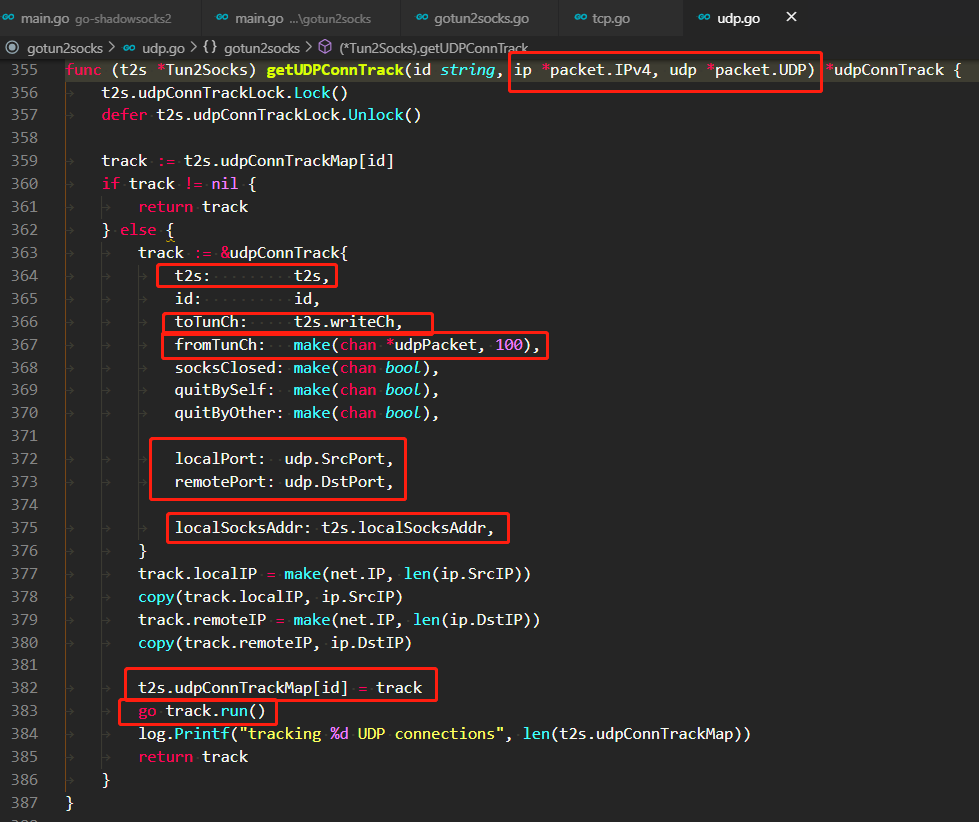 main.go go-shadowsocks2
main.go ...\gotun2socks
gotun2socks.go
tcp.go
udp.go
gotun2socks > udp.go > {} gotun2socks > (*Tun2Socks).getUDPConnTrack
355 func (t2s *Tun2Socks) getUDPConnTrack(id string, ip *packet.IPv4, udp *packet.UDP) *udpConnTrack {
356 t2s.udpConnTrackLock.Lock()
357 defer t2s.udpConnTrackLock.Unlock()
358
359 track := t2s.udpConnTrackMap[id]
360 if track != nil {
361 return track
362 } else {
363 track := &udpConnTrack{
364 t2s: t2s,
365 id: id,
366 toTunCh: t2s.writeCh,
367 fromTunCh: make(chan *udpPacket, 100),
368 socksClosed: make(chan bool),
369 quitBySelf: make(chan bool),
370 quitByOther: make(chan bool),
371
372 localPort: udp.SrcPort,
373 remotePort: udp.DstPort,
374
375 localSocksAddr: t2s.localSocksAddr,
376 }
377 track.localIP = make(net.IP, len(ip.SrcIP))
378 copy(track.localIP, ip.SrcIP)
379 track.remoteIP = make(net.IP, len(ip.DstIP))
380 copy(track.remoteIP, ip.DstIP)
381
382 t2s.udpConnTrackMap[id] = track
383 go track.run()
384 log.Printf("tracking %d UDP connections", len(t2s.udpConnTrackMap))
385 return track
386 }
387 }